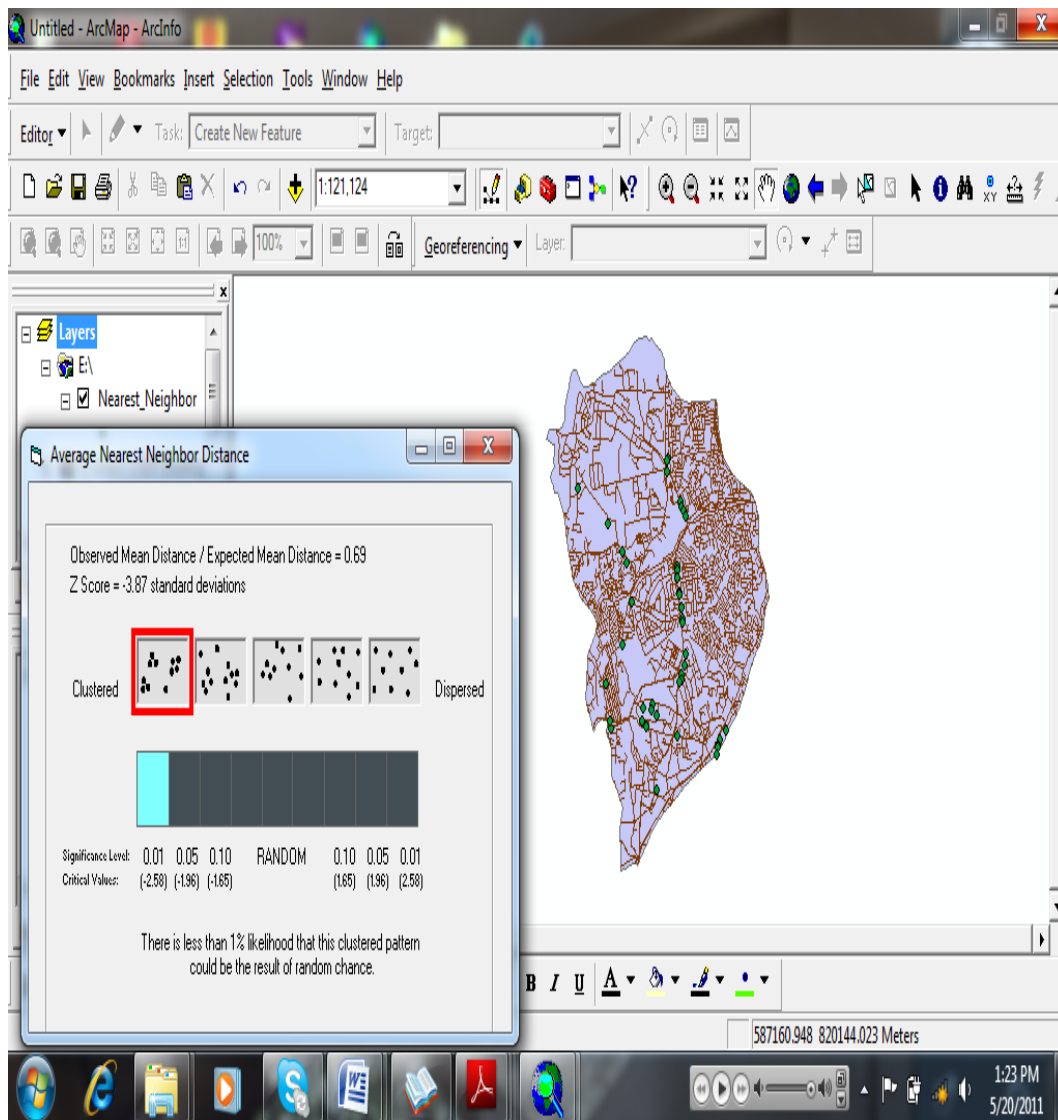 Untitled - ArcMap - ArcInfo
File Edit View Bookmarks Insert Selection Tools Window Help
Editor Task: Create New Feature Target:
1:121,124
100% Georeferencing Layer:
Layers
E:\
Nearest_Neighbor
Average Nearest Neighbor Distance
Observed Mean Distance / Expected Mean Distance = 0.69
Z Score = -3.87 standard deviations
Clustered Dispersed
Significance Level: 0.01 0.05 0.10 RANDOM 0.10 0.05 0.01
Critical Values: (-2.58) (-1.96) (-1.65) (1.65) (1.96) (2.58)
There is less than 1% likelihood that this clustered pattern
could be the result of random chance.
B I U A
587160.948 820144.023 Meters
1:23 PM
5/20/2011